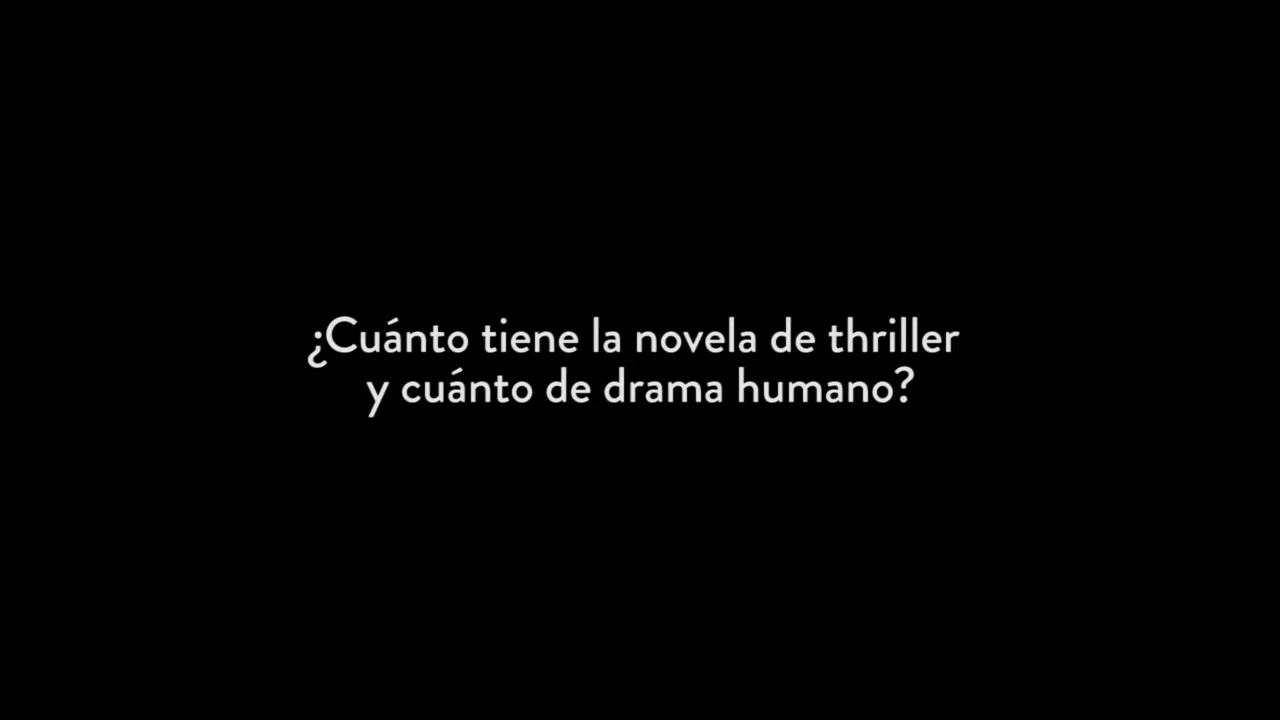 ¿Cuánto tiene la novela de thriller
y cuánto de drama humano?